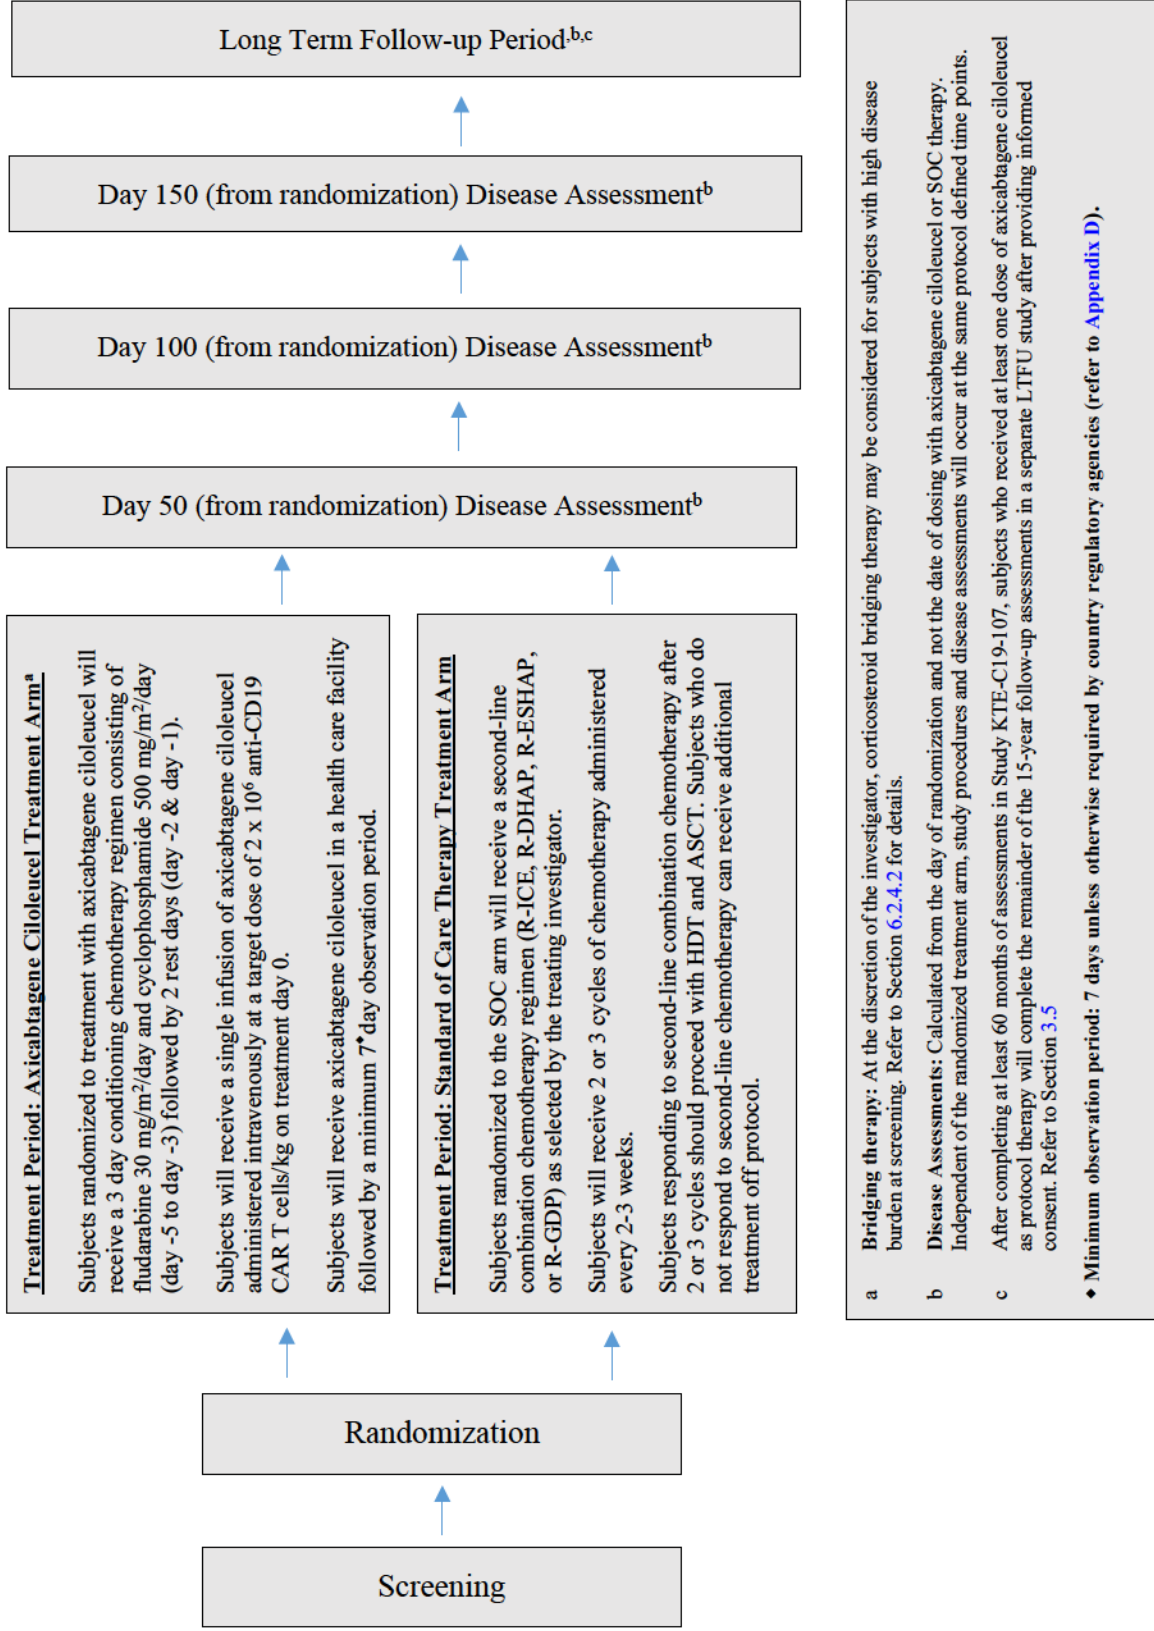 Screening
Randomization
Treatment Period: Axicabtagene Ciloleucel Treatment Armᵃ
Subjects randomized to treatment with axicabtagene ciloleucel will
receive a 3 day conditioning chemotherapy regimen consisting of
fludarabine 30 mg/m²/day and cyclophosphamide 500 mg/m²/day
(day -5 to day -3) followed by 2 rest days (day -2 & day -1).
Subjects will receive a single infusion of axicabtagene ciloleucel
administered intravenously at a target dose of 2 x 10⁶ anti-CD19
CAR T cells/kg on treatment day 0.
Subjects will receive axicabtagene ciloleucel in a health care facility
followed by a minimum 7♦day observation period.
Treatment Period: Standard of Care Therapy Treatment Arm
Subjects randomized to the SOC arm will receive a second-line
combination chemotherapy regimen (R-ICE, R-DHAP, R-ESHAP,
or R-GDP) as selected by the treating investigator.
Subjects will receive 2 or 3 cycles of chemotherapy administered
every 2-3 weeks.
Subjects responding to second-line combination chemotherapy after
2 or 3 cycles should proceed with HDT and ASCT. Subjects who do
not respond to second-line chemotherapy can receive additional
treatment off protocol.
Day 50 (from randomization) Disease Assessmentᵇ
Day 100 (from randomization) Disease Assessmentᵇ
Day 150 (from randomization) Disease Assessmentᵇ
Long Term Follow-up Period,ᵇ,ᶜ
a Bridging therapy: At the discretion of the investigator, corticosteroid bridging therapy may be considered for subjects with high disease
burden at screening. Refer to Section 6.2.4.2 for details.
b Disease Assessments: Calculated from the day of randomization and not the date of dosing with axicabtagene ciloleucel or SOC therapy.
Independent of the randomized treatment arm, study procedures and disease assessments will occur at the same protocol defined time points.
c After completing at least 60 months of assessments in Study KTE-C19-107, subjects who received at least one dose of axicabtagene ciloleucel
as protocol therapy will complete the remainder of the 15-year follow-up assessments in a separate LTFU study after providing informed
consent. Refer to Section 3.5
♦ Minimum observation period: 7 days unless otherwise required by country regulatory agencies (refer to Appendix D).